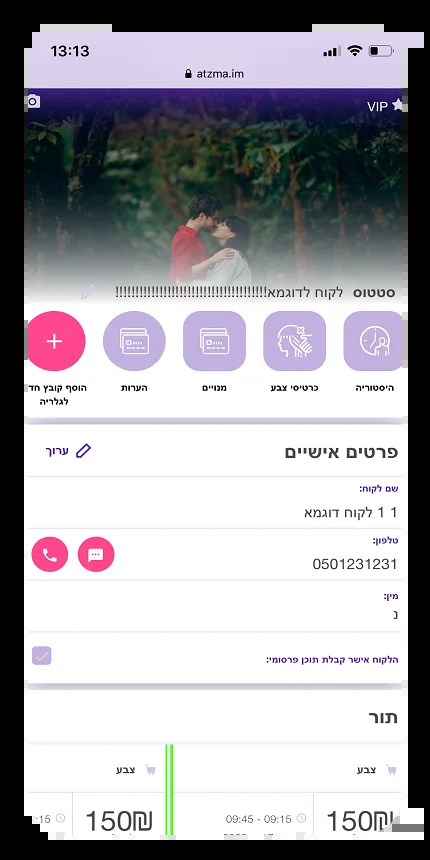 13:13
atzma.im
VIP
סטטוס לקוח לדוגמא!!!!!!!!!!!!!!!!!!!!!!!!!!!!!!!!!!
היסטוריה
כרטיסי צבע
מנויים
הערות
הוסף קובץ חד
לגלריה
פרטים אישיים
ערוך
שם לקוח:
1 1 לקוח דוגמא
טלפון:
0501231231
מין:
נ
הלקוח אישר קבלת תוכן פרסומי:
תור
צבע
צבע
150₪
09:15 - 09:45
150₪
:15